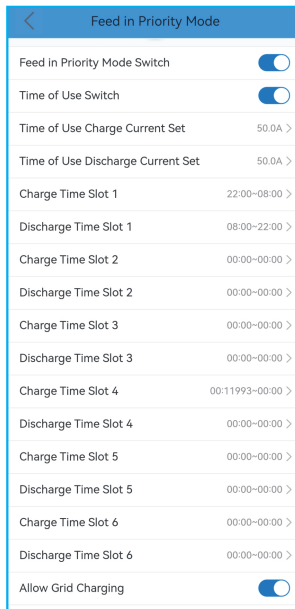 Feed in Priority Mode
Feed in Priority Mode Switch
Time of Use Switch
Time of Use Charge Current Set 50.0A
Time of Use Discharge Current Set 50.0A
Charge Time Slot 1 22:00~08:00
Discharge Time Slot 1 08:00~22:00
Charge Time Slot 2 00:00~00:00
Discharge Time Slot 2 00:00~00:00
Charge Time Slot 3 00:00~00:00
Discharge Time Slot 3 00:00~00:00
Charge Time Slot 4 00:11993~00:00
Discharge Time Slot 4 00:00~00:00
Charge Time Slot 5 00:00~00:00
Discharge Time Slot 5 00:00~00:00
Charge Time Slot 6 00:00~00:00
Discharge Time Slot 6 00:00~00:00
Allow Grid Charging